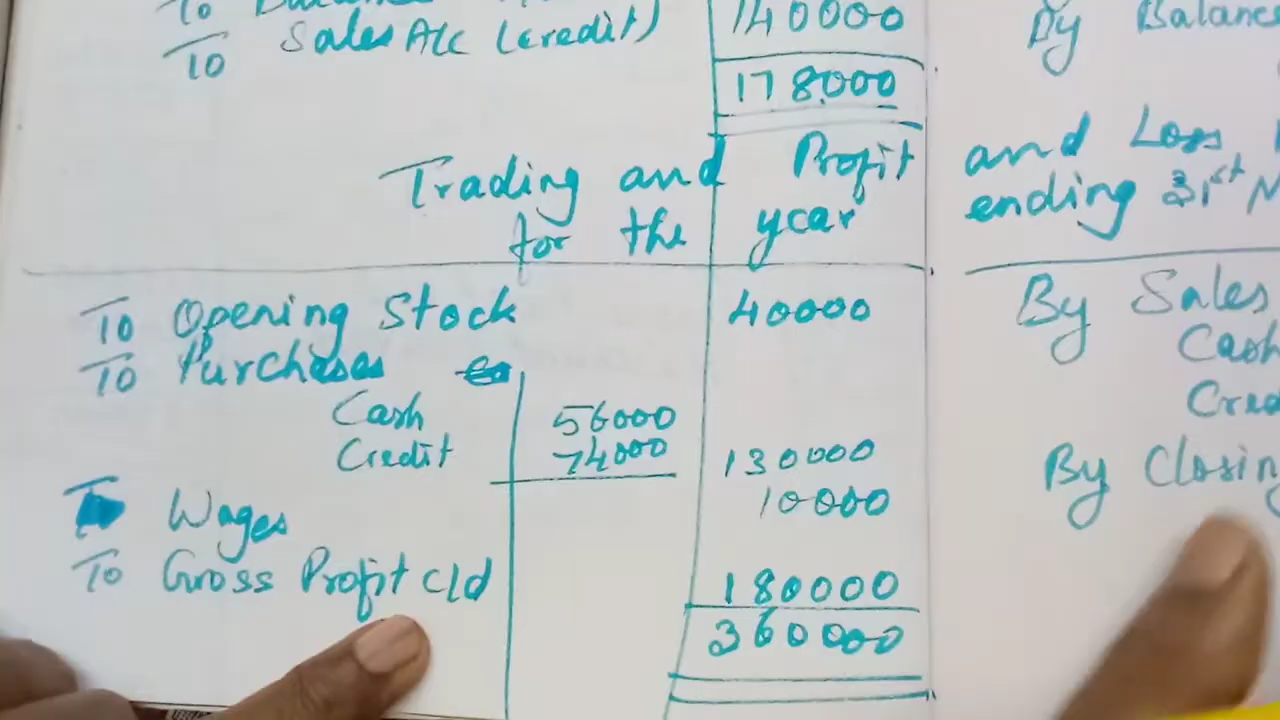 To
To Sales A/c (credit) 140000
By Balance
178000
Trading and Profit and Loss
for the year ending 31st
To Opening Stock 40000
By Sales
To Purchases
Cash
Cash 56000
Credit 74000 130000
By Closing
Wages 10000
To Gross Profit c/d 180000
360000